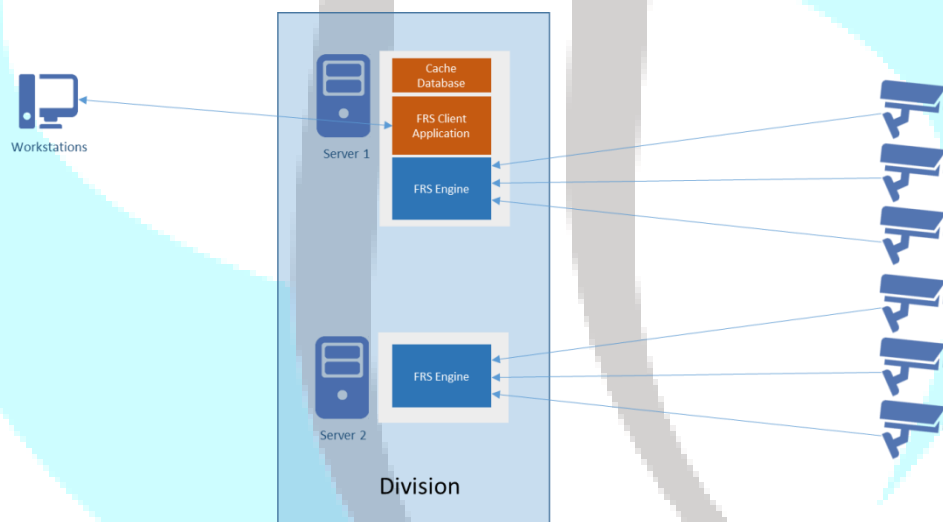 Workstations
Server 1
Cache
Database
FRS Client
Application
FRS Engine
Server 2
FRS Engine
Division